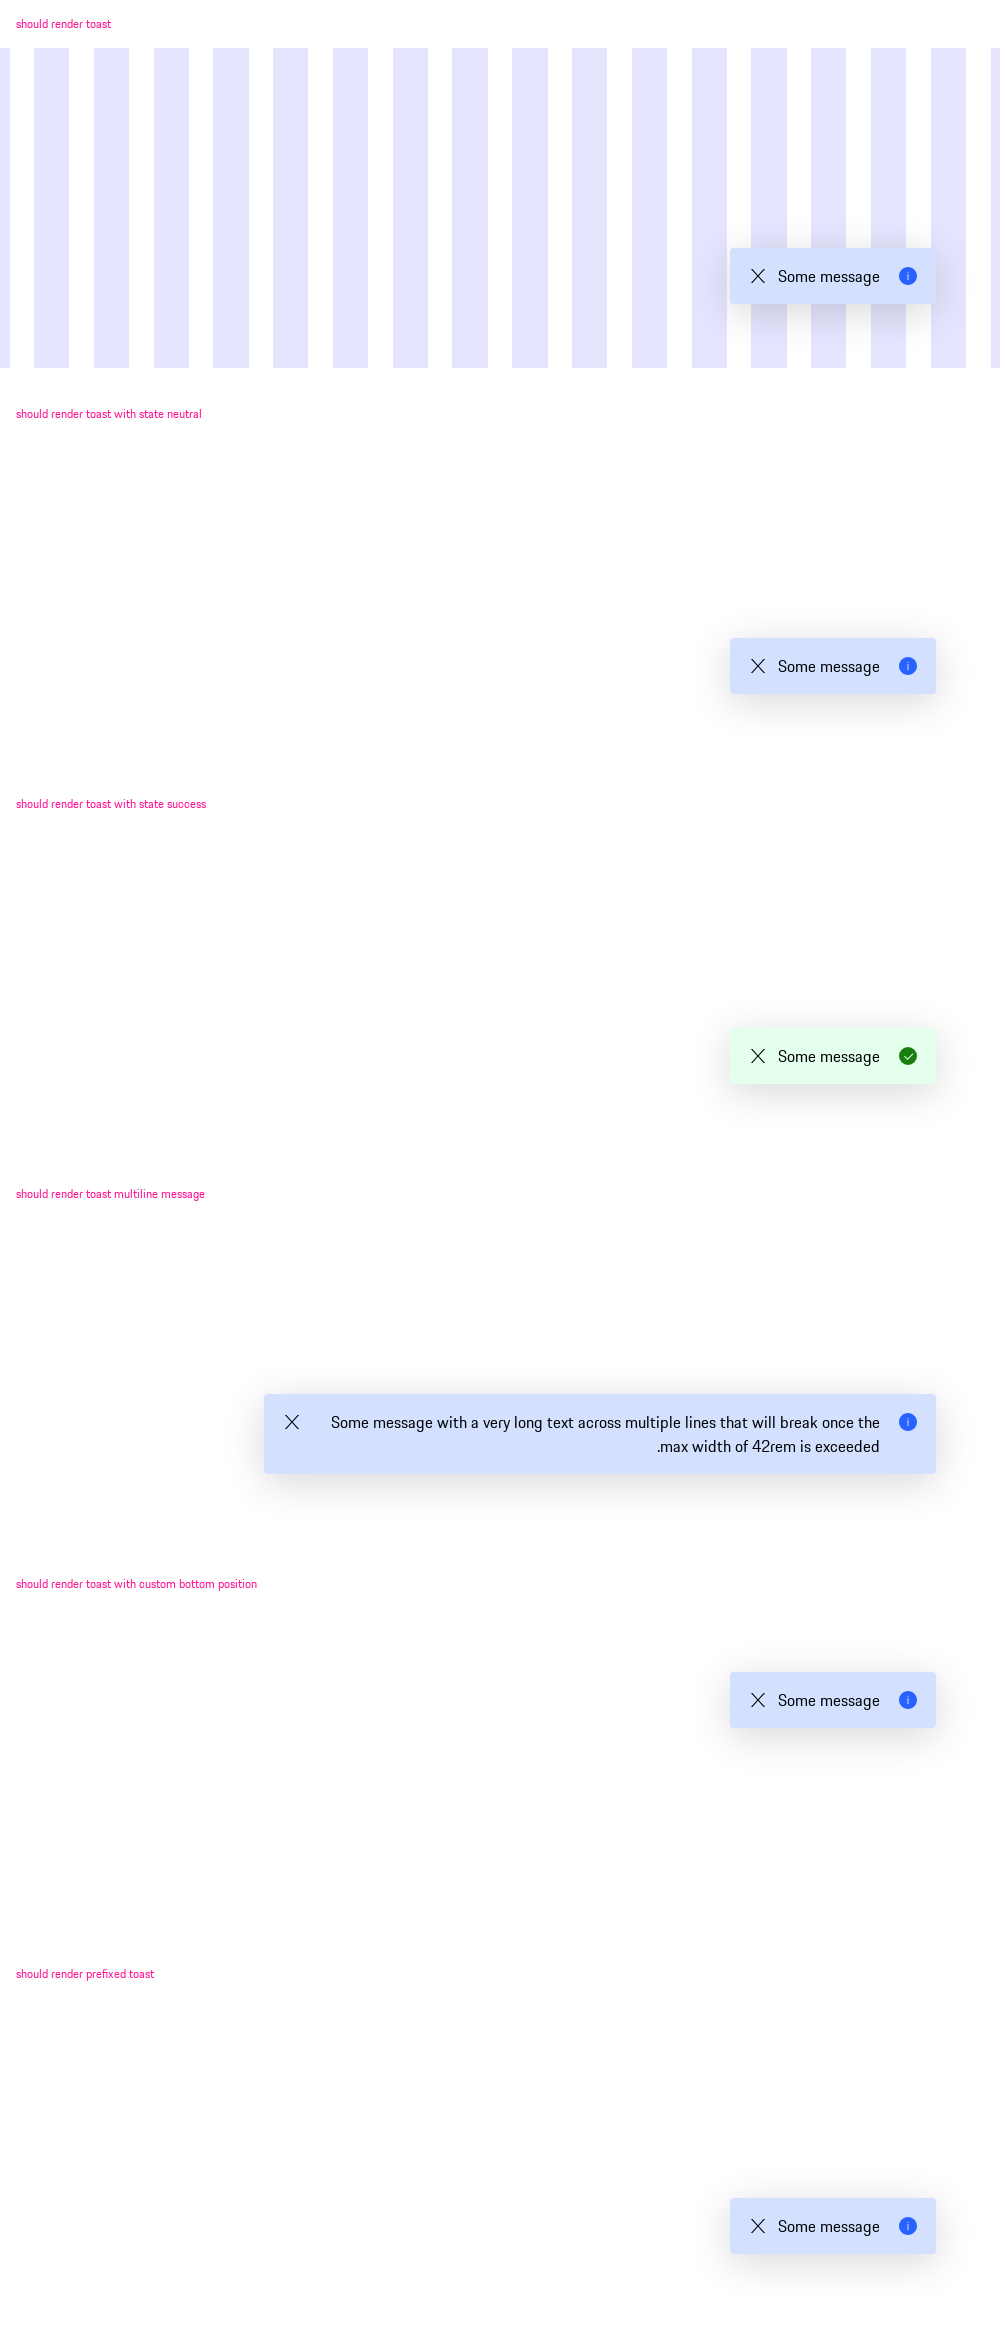 should render toast
Some message
should render toast with state neutral
Some message
should render toast with state success
Some message
should render toast multiline message
Some message with a very long text across multiple lines that will break once the
.max width of 42rem is exceeded
should render toast with custom bottom position
Some message
should render prefixed toast
Some message